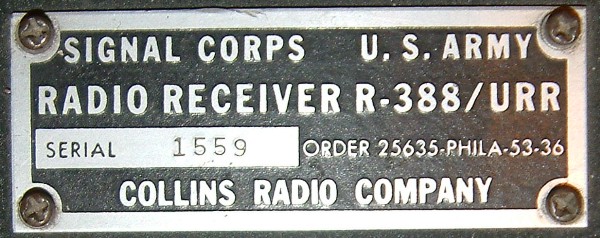 SIGNAL CORPS U. S. ARMY
RADIO RECEIVER R-388/URR
SERIAL 1559 ORDER 25635-PHILA-53-36
COLLINS RADIO COMPANY